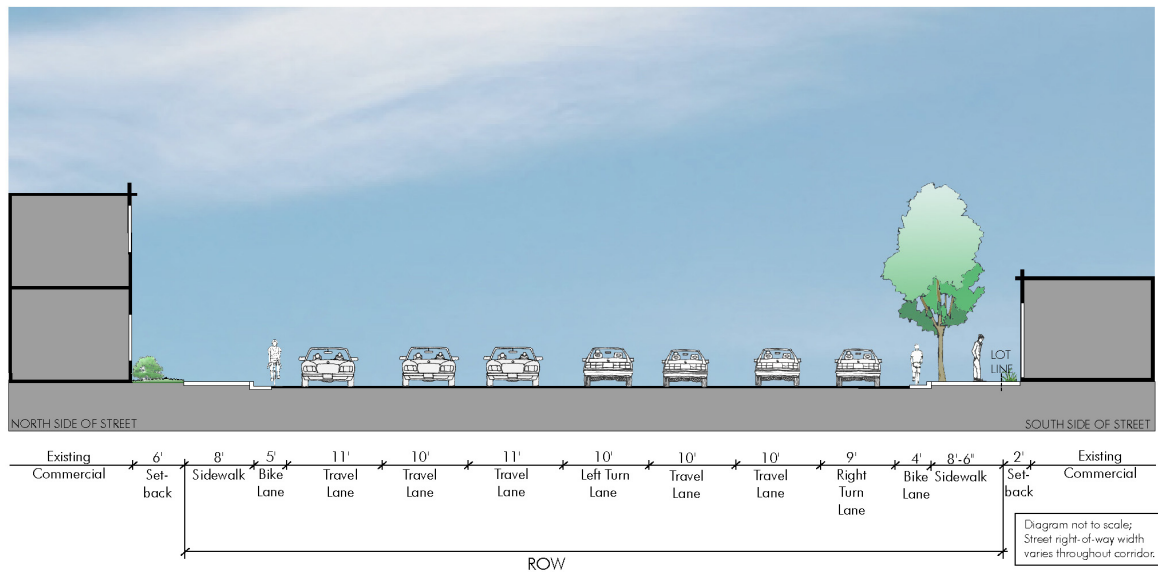 LOT
LINE
NORTH SIDE OF STREET
SOUTH SIDE OF STREET
Existing
Commercial
6'
Set-
back
8'
Sidewalk
5'
Bike
Lane
11'
Travel
Lane
10'
Travel
Lane
11'
Travel
Lane
10'
Left Turn
Lane
10'
Travel
Lane
10'
Travel
Lane
9'
Right
Turn
Lane
4'
Bike
Lane
8'-6"
Sidewalk
2'
Set-
back
Existing
Commercial
ROW
Diagram not to scale;
Street right-of-way width
varies throughout corridor.